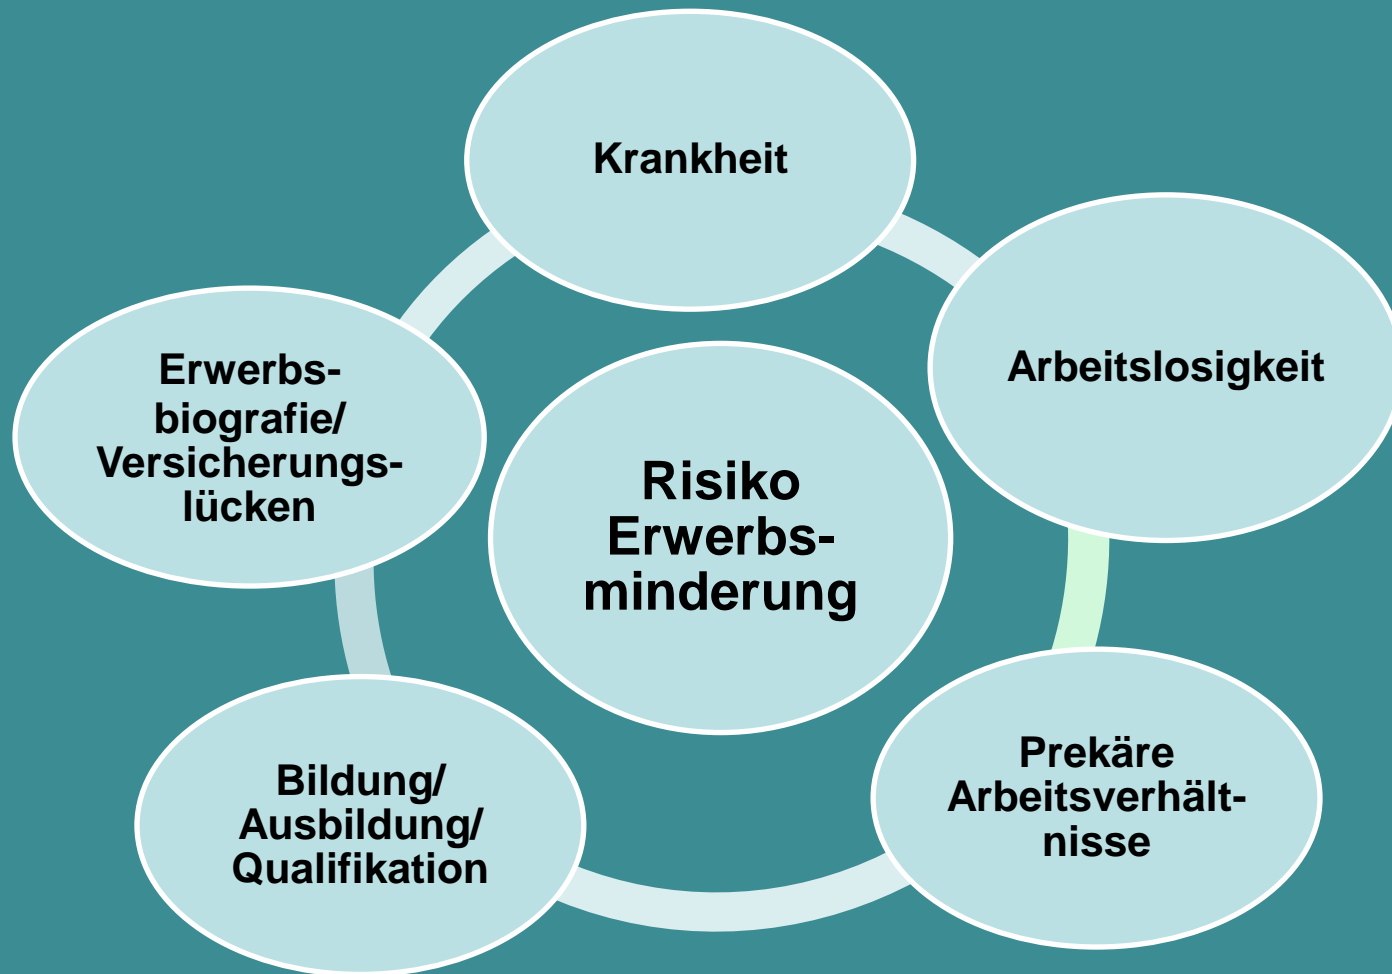 Krankheit
Arbeitslosigkeit
Erwerbs-
biografie/
Versicherungs-
lücken
Risiko
Erwerbs-
minderung
Prekäre
Arbeitsverhält-
nisse
Bildung/
Ausbildung/
Qualifikation